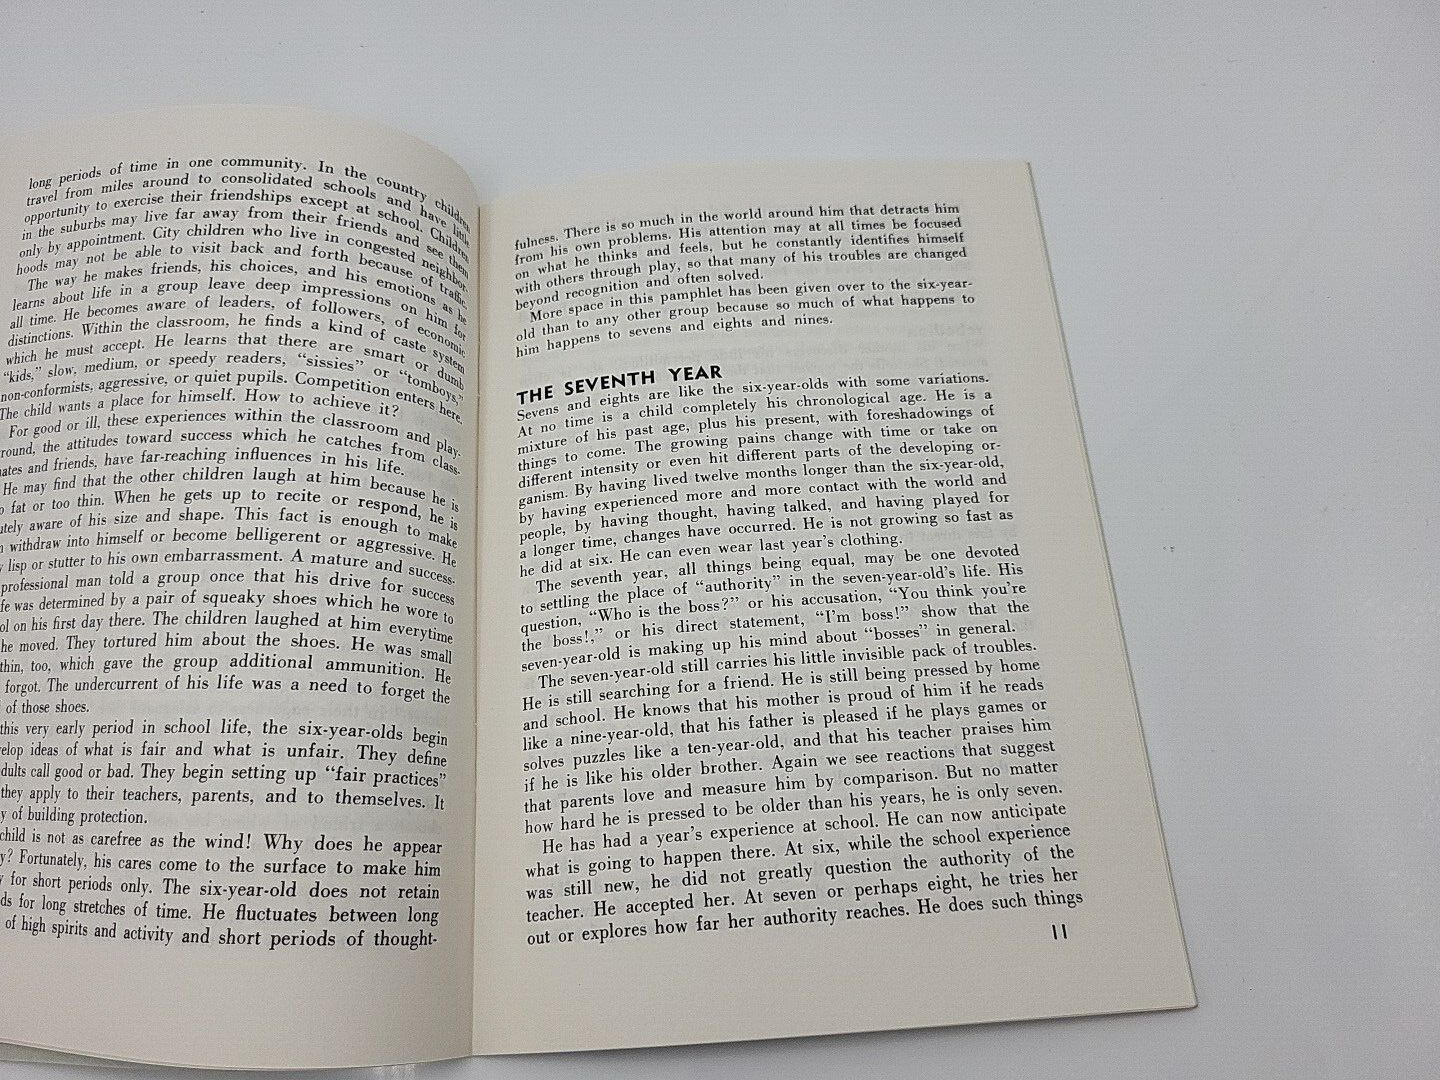 long periods of time in one community. In the country children
travel from miles around to consolidated schools and have little
opportunity to exercise their friendships except at school. Children
in the suburbs may live far away from their friends and see them
only by appointment. City children who live in congested neighbor-
hoods may not be able to visit back and forth because of traffic.
The way he makes friends, his choices, and his emotions as he
learns about life in a group leave deep impressions on him for
all time. He becomes aware of leaders, of followers, of economic
distinctions. Within the classroom, he finds a kind of caste system
which he must accept. He learns that there are smart or dumb
"kids," slow, medium, or speedy readers, "sissies" or "tomboys,"
non-conformists, aggressive, or quiet pupils. Competition enters here.
The child wants a place for himself. How to achieve it?
For good or ill, these experiences within the classroom and play-
round, the attitudes toward success which he catches from class-
mates and friends, have far-reaching influences in his life.
He may find that the other children laugh at him because he is
o fat or too thin. When he gets up to recite or respond, he is
utely aware of his size and shape. This fact is enough to make
withdraw into himself or become belligerent or aggressive. He
lisp or stutter to his own embarrassment. A mature and success-
professional man told a group once that his drive for success
fe was determined by a pair of squeaky shoes which he wore to
ol on his first day there. The children laughed at him everytime
he moved. They tortured him about the shoes. He was small
thin, too, which gave the group additional ammunition. He
forgot. The undercurrent of his life was a need to forget the
of those shoes.
this very early period in school life, the six-year-olds begin
velop ideas of what is fair and what is unfair. They define
dults call good or bad. They begin setting up "fair practices"
they apply to their teachers, parents, and to themselves. It
y of building protection.
child is not as carefree as the wind! Why does he appear
y? Fortunately, his cares come to the surface to make him
y for short periods only. The six-year-old does not retain
ds for long stretches of time. He fluctuates between long
of high spirits and activity and short periods of thought-
fulness. There is so much in the world around him that detracts him
from his own problems. His attention may at all times be focused
on what he thinks and feels, but he constantly identifies himself
with others through play, so that many of his troubles are changed
beyond recognition and often solved.
More space in this pamphlet has been given over to the six-year-
old than to any other group because so much of what happens to
him happens to sevens and eights and nines.
THE SEVENTH YEAR
Sevens and eights are like the six-year-olds with some variations.
At no time is a child completely his chronological age. He is a
mixture of his past age, plus his present, with foreshadowings of
things to come. The growing pains change with time or take on
different intensity or even hit different parts of the developing or-
ganism. By having lived twelve months longer than the six-year-old,
by having experienced more and more contact with the world and
people, by having thought, having talked, and having played for
a longer time, changes have occurred. He is not growing so fast as
he did at six. He can even wear last year's clothing.
The seventh year, all things being equal, may be one devoted
to settling the place of "authority" in the seven-year-old's life. His
question, "Who is the boss?" or his accusation, "You think you're
the boss!," or his direct statement, "I'm boss!" show that the
seven-year-old is making up his mind about "bosses" in general.
The seven-year-old still carries his little invisible pack of troubles.
He is still searching for a friend. He is still being pressed by home
and school. He knows that his mother is proud of him if he reads
like a nine-year-old, that his father is pleased if he plays games or
solves puzzles like a ten-year-old, and that his teacher praises him
if he is like his older brother. Again we see reactions that suggest
that parents love and measure him by comparison. But no matter
how hard he is pressed to be older than his years, he is only seven.
He has had a year's experience at school. He can now anticipate
what is going to happen there. At six, while the school experience
was still new, he did not greatly question the authority of the
teacher. He accepted her. At seven or perhaps eight, he tries her
out or explores how far her authority reaches. He does such things
11